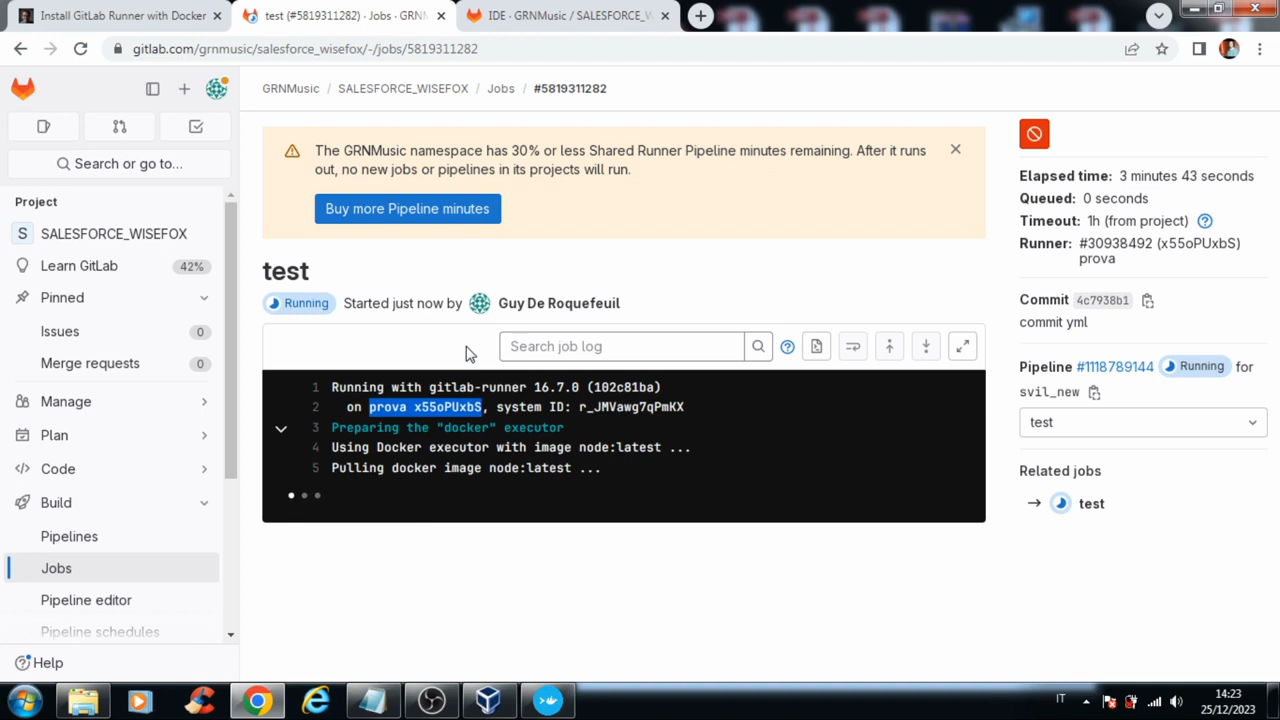 Install GitLab Runner with Docker
test (#5819311282) · Jobs · GRNM
IDE · GRNMusic / SALESFORCE_W
gitlab.com/grnmusic/salesforce_wisefox/-/jobs/5819311282
GRNMusic / SALESFORCE_WISEFOX / Jobs / #5819311282
Search or go to...
Project
S SALESFORCE_WISEFOX
Learn GitLab 42%
Pinned
Issues 0
Merge requests 0
Manage
Plan
Code
Build
Pipelines
Jobs
Pipeline editor
Pipeline schedules
Help
The GRNMusic namespace has 30% or less Shared Runner Pipeline minutes remaining. After it runs
out, no new jobs or pipelines in its projects will run.
Buy more Pipeline minutes
test
Running Started just now by Guy De Roquefeuil
Search job log
1 Running with gitlab-runner 16.7.0 (102c81ba)
2 on prova x55oPUxbS, system ID: r_JMVawg7qPmKX
3 Preparing the "docker" executor
4 Using Docker executor with image node:latest ...
5 Pulling docker image node:latest ...
Elapsed time: 3 minutes 43 seconds
Queued: 0 seconds
Timeout: 1h (from project)
Runner: #30938492 (x55oPUxbS)
prova
Commit 4c7938b1
commit yml
Pipeline #1118789144 Running for
svil_new
test
Related jobs
→ test
IT
14:23
25/12/2023